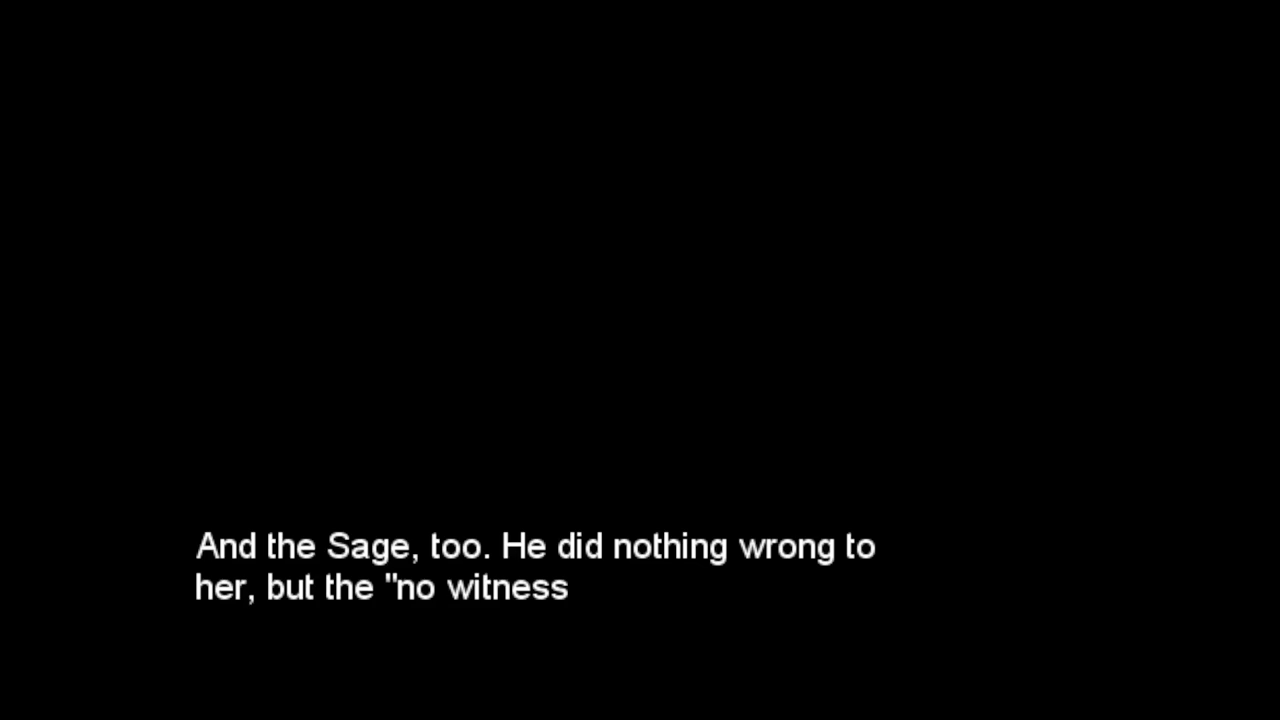 And the Sage, too. He did nothing wrong to
her, but the "no witness